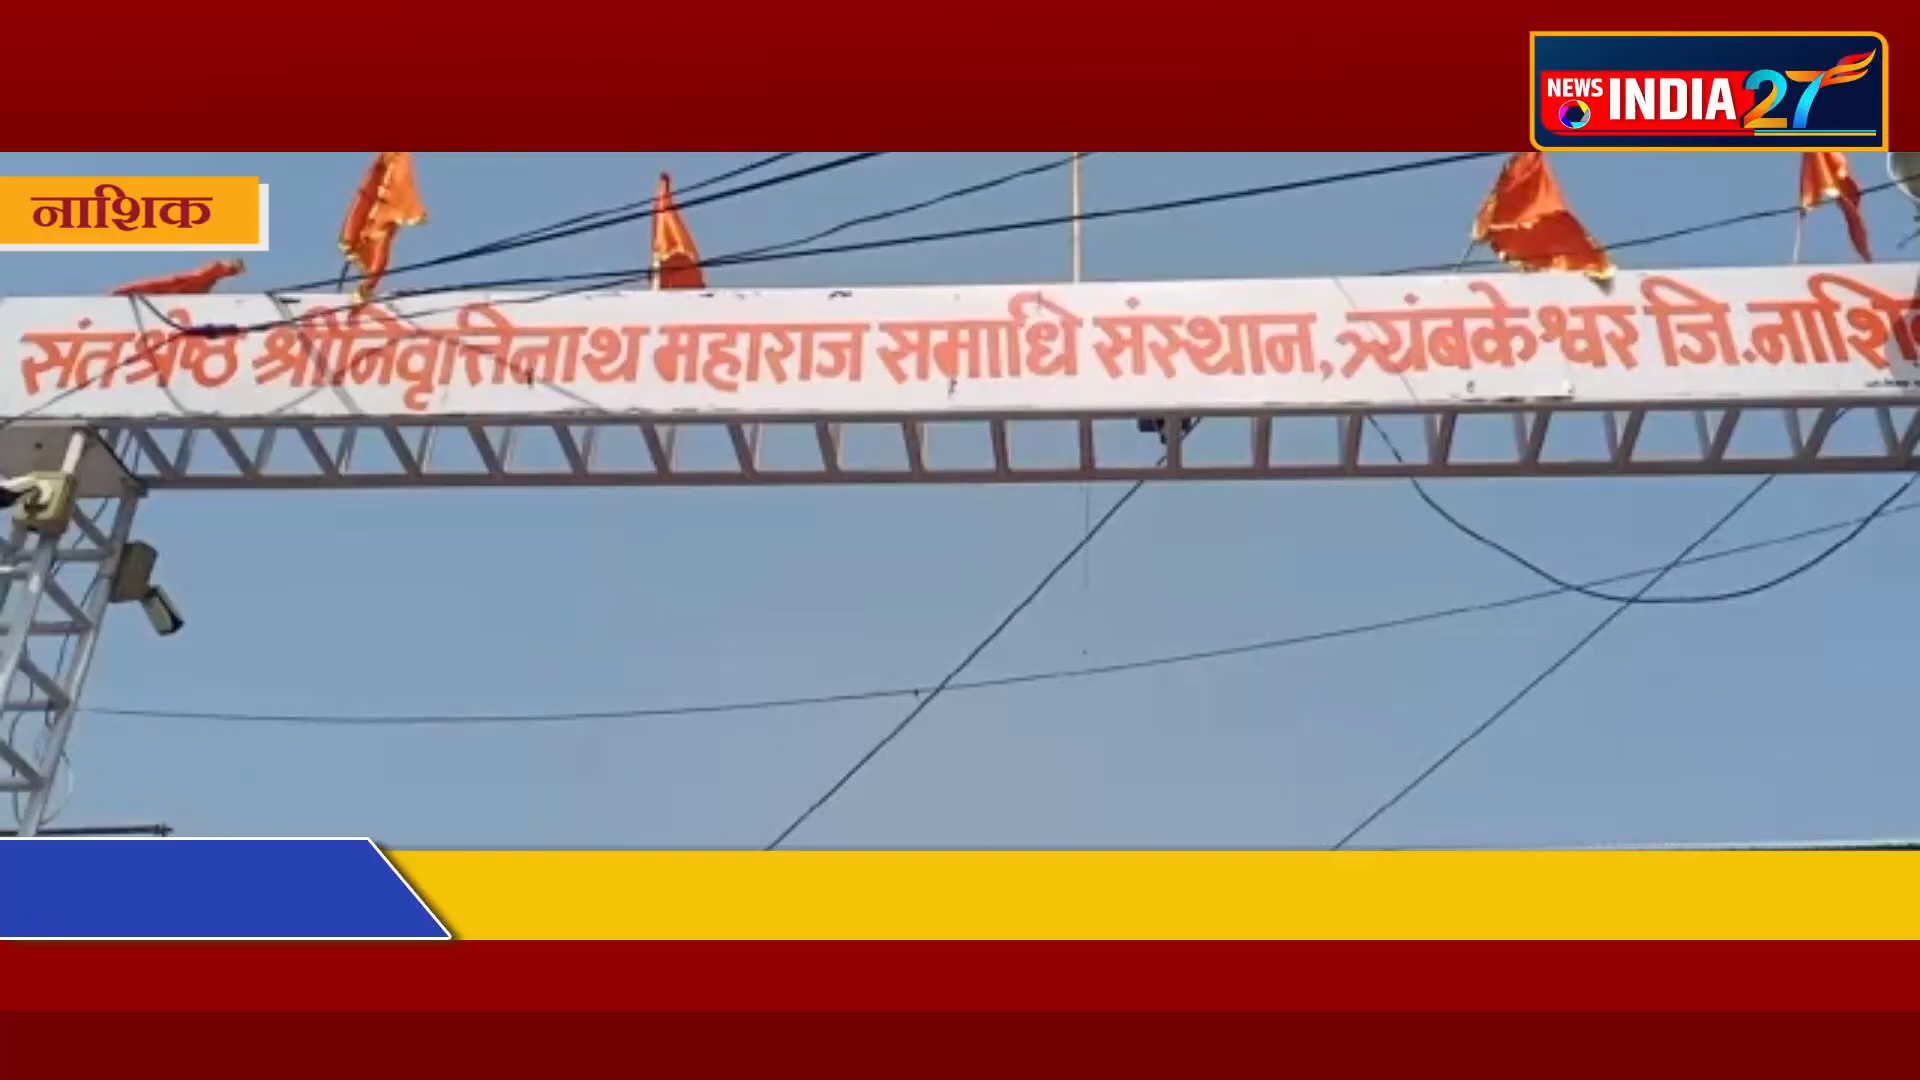 NEWS INDIA 27
नाशिक
संतश्रेष्ठ श्रीनिवृत्तिनाथ महाराज समाधि संस्थान, त्र्यंबकेश्वर जि.नाशिक